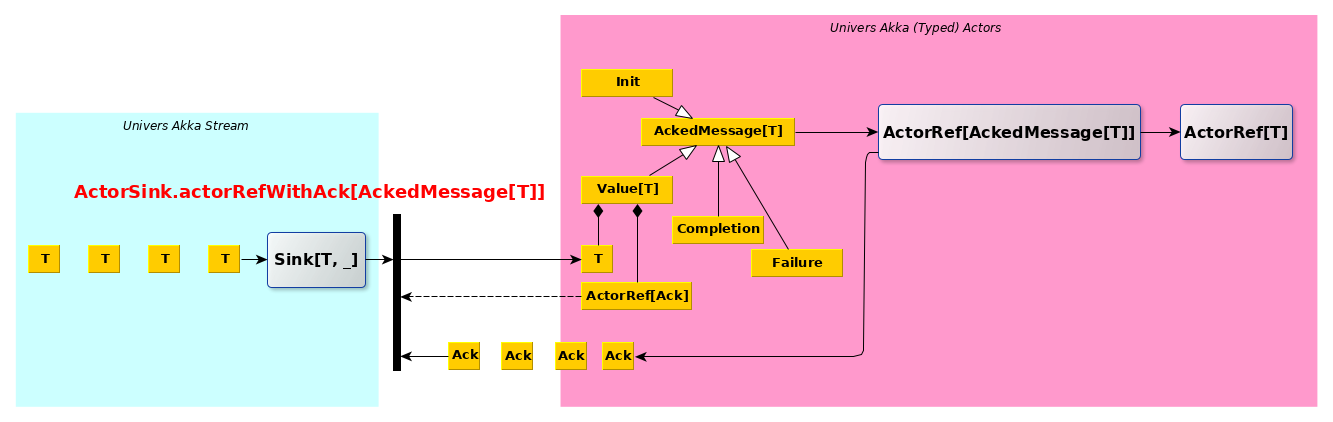 Univers Akka (Typed) Actors
Init
Univers Akka Stream
AckedMessage[T]
ActorRef[AckedMessage[T]]
ActorRef[T]
ActorSink.actorRefWithAck[AckedMessage[T]]
Value[T]
Completion
T
T
T
T
Sink[T, _]
T
Failure
ActorRef[Ack]
Ack
Ack
Ack
Ack